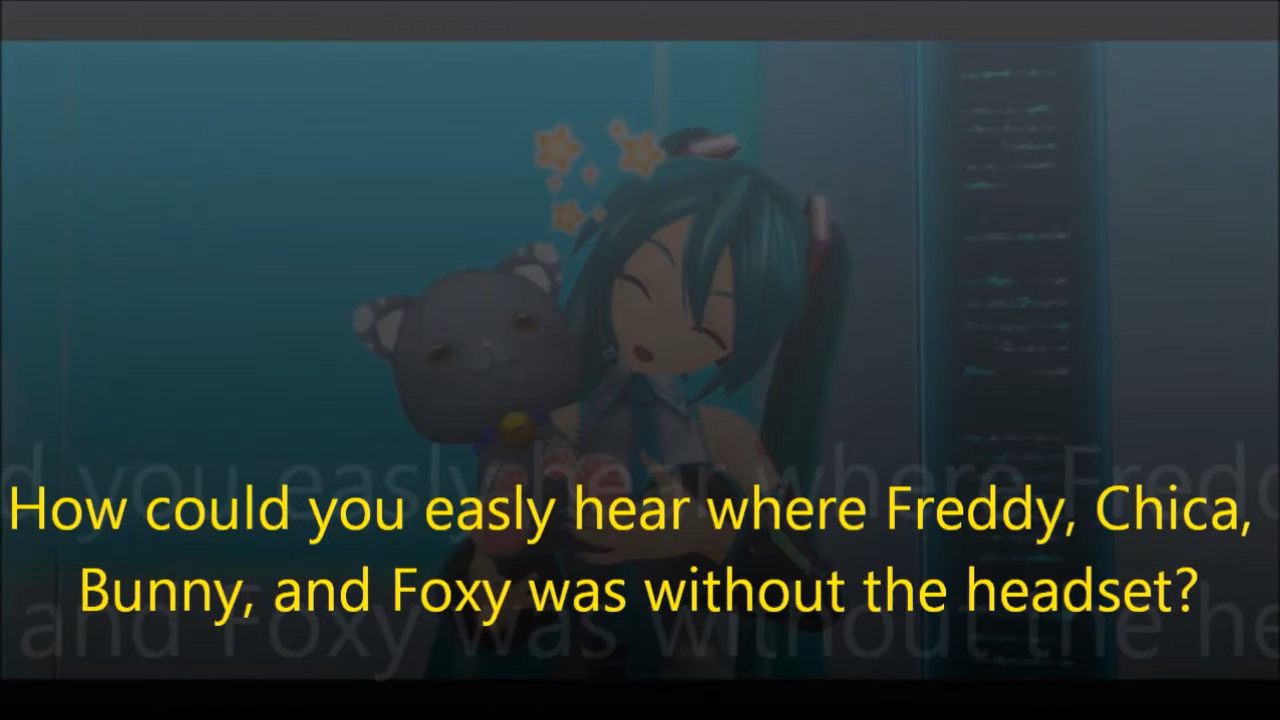 How could you easly hear where Freddy, Chica,
Bunny, and Foxy was without the headset?